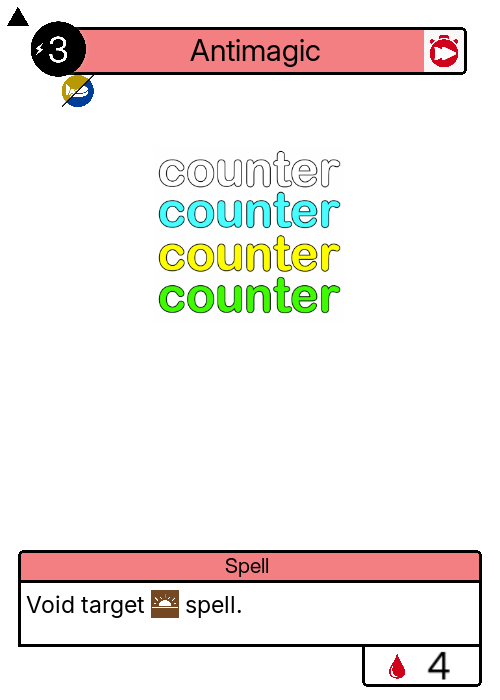 3
Antimagic
counter
counter
counter
counter
Spell
Void target spell.
4